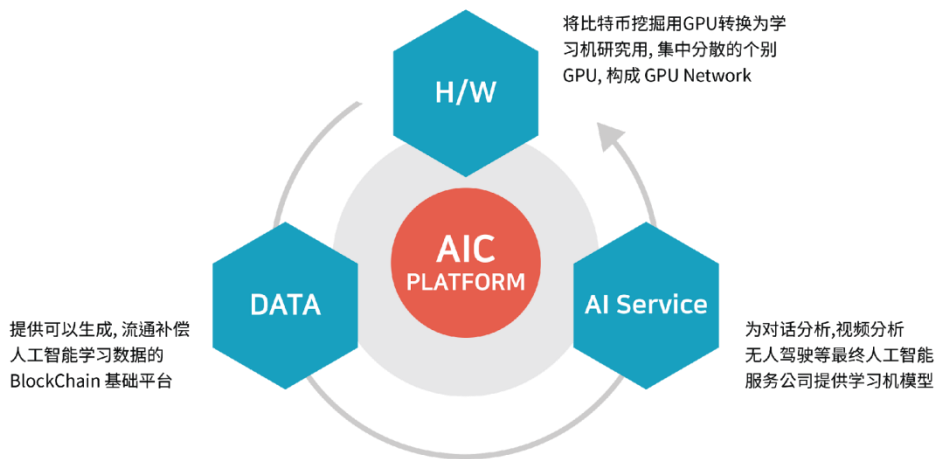 将比特币挖掘用GPU转换为学
习机研究用, 集中分散的个别
GPU, 构成 GPU Network
H/W
AIC
PLATFORM
DATA
AI Service
提供可以生成, 流通补偿
人工智能学习数据的
BlockChain 基础平台
为对话分析,视频分析
无人驾驶等最终人工智能
服务公司提供学习机模型